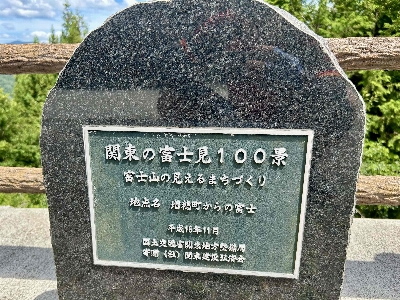 関東の富士見100景
富士山の見えるまちづくり
地点名 増穂町からの富士
平成16年11月
国土交通省関東地方整備局
寄贈 (社)関東建設弘済会